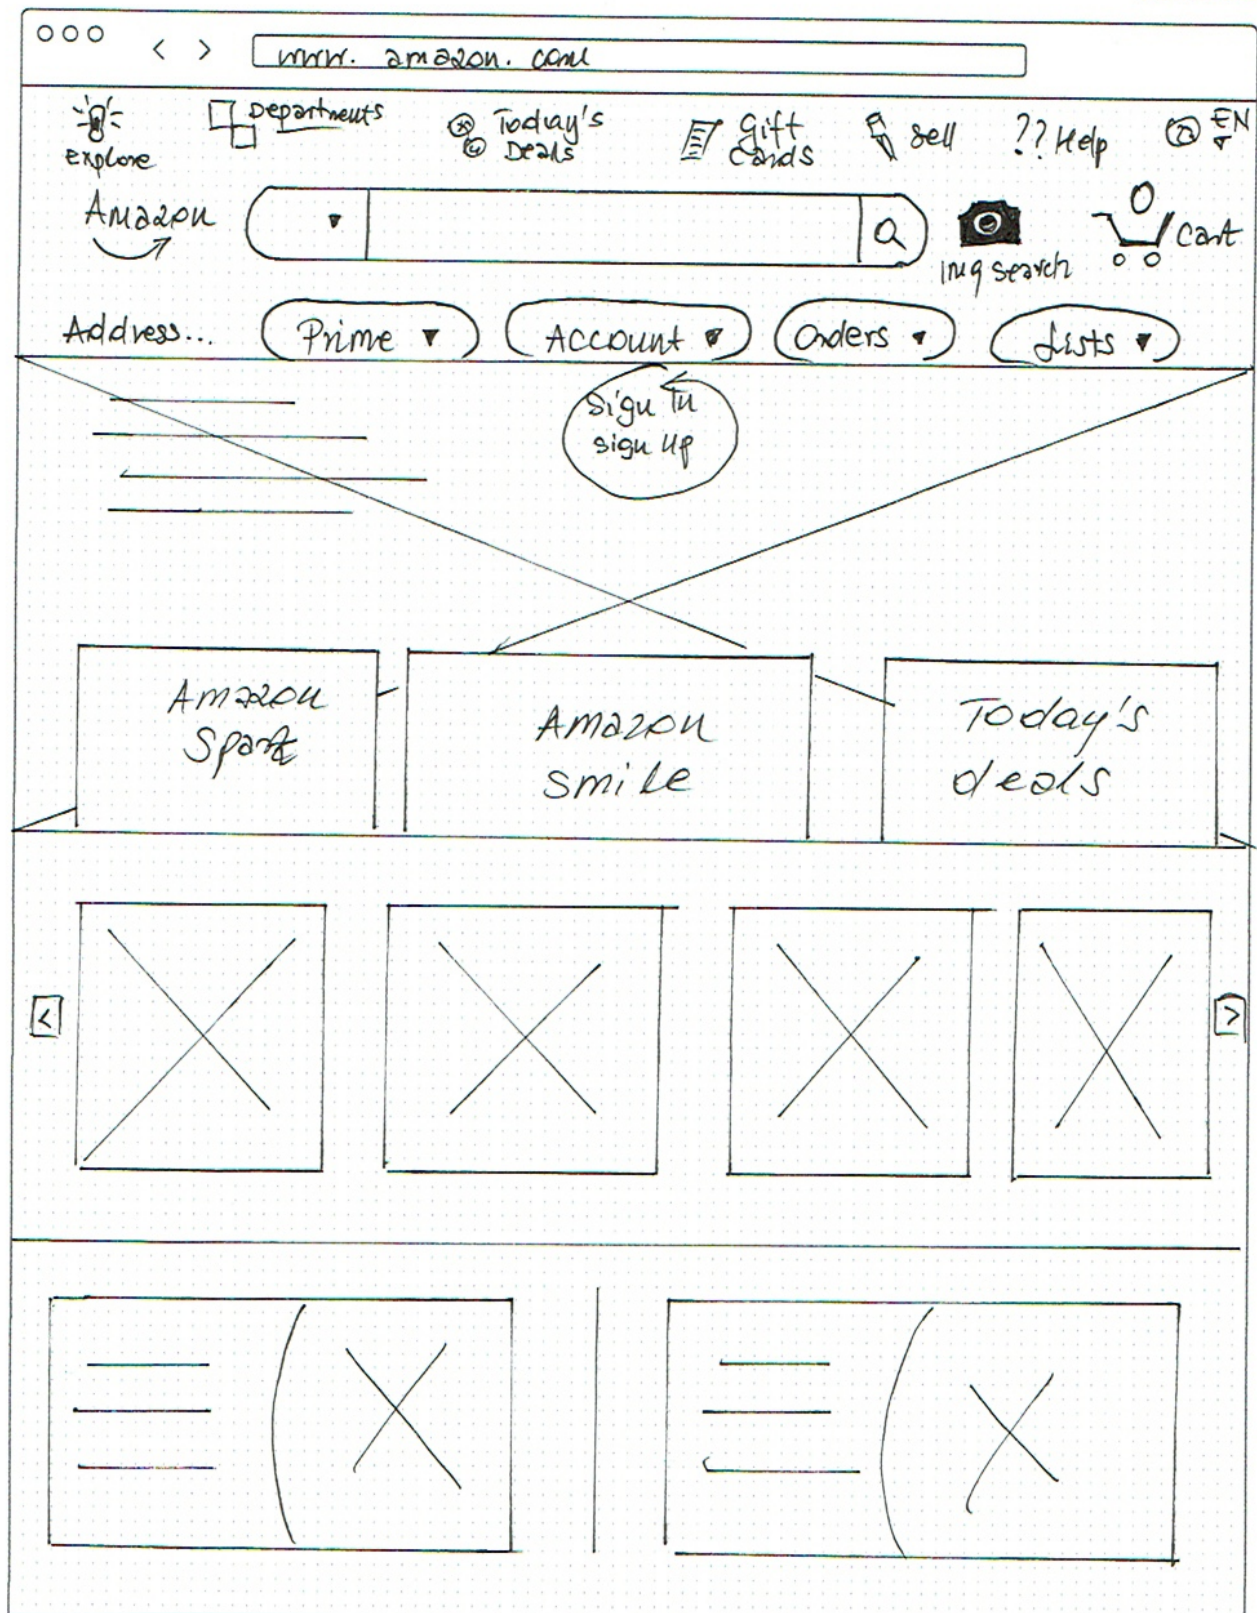 www. amazon. com
Explore
Departments
Today's
Deals
Gift
Cards
Sell
?? Help
EN
Amazon
Img search
0
Cart
Address...
Prime
Account
Orders
Lists
Sign In
sign up
Amazon
Spark
Amazon
smile
Today's
deals